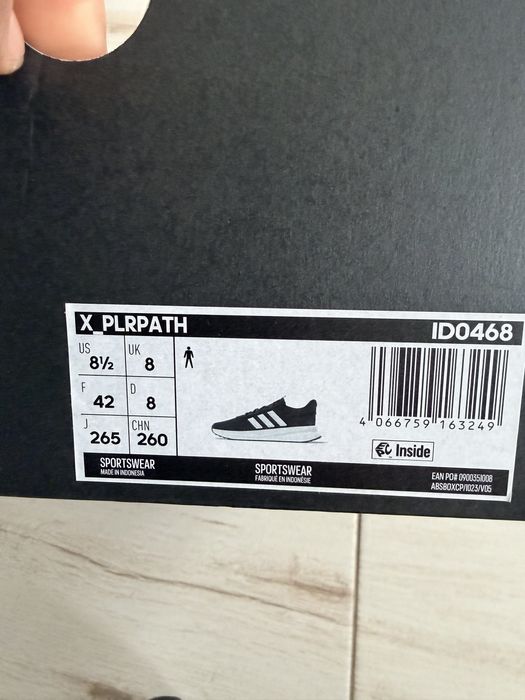 X_PLRPATH ID0468
US 8½ UK 8
F 42 D 8
J 265 CHN 260
4 066759 163249
Inside
SPORTSWEAR
MADE IN INDONESIA
SPORTSWEAR
FABRIQUÉ EN INDONÉSIE
EAN PO# 0900351008
ABSBOXCP/1023/V05